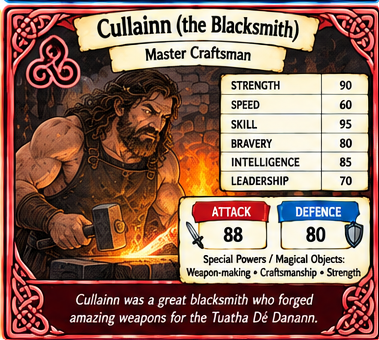 Cullainn (the Blacksmith)
Master Craftsman
STRENGTH 90
SPEED 60
SKILL 95
BRAVERY 80
INTELLIGENCE 85
LEADERSHIP 70
ATTACK DEFENCE
88 80
Special Powers / Magical Objects:
Weapon-making • Craftsmanship • Strength
Cullainn was a great blacksmith who forged
amazing weapons for the Tuatha Dé Danann.